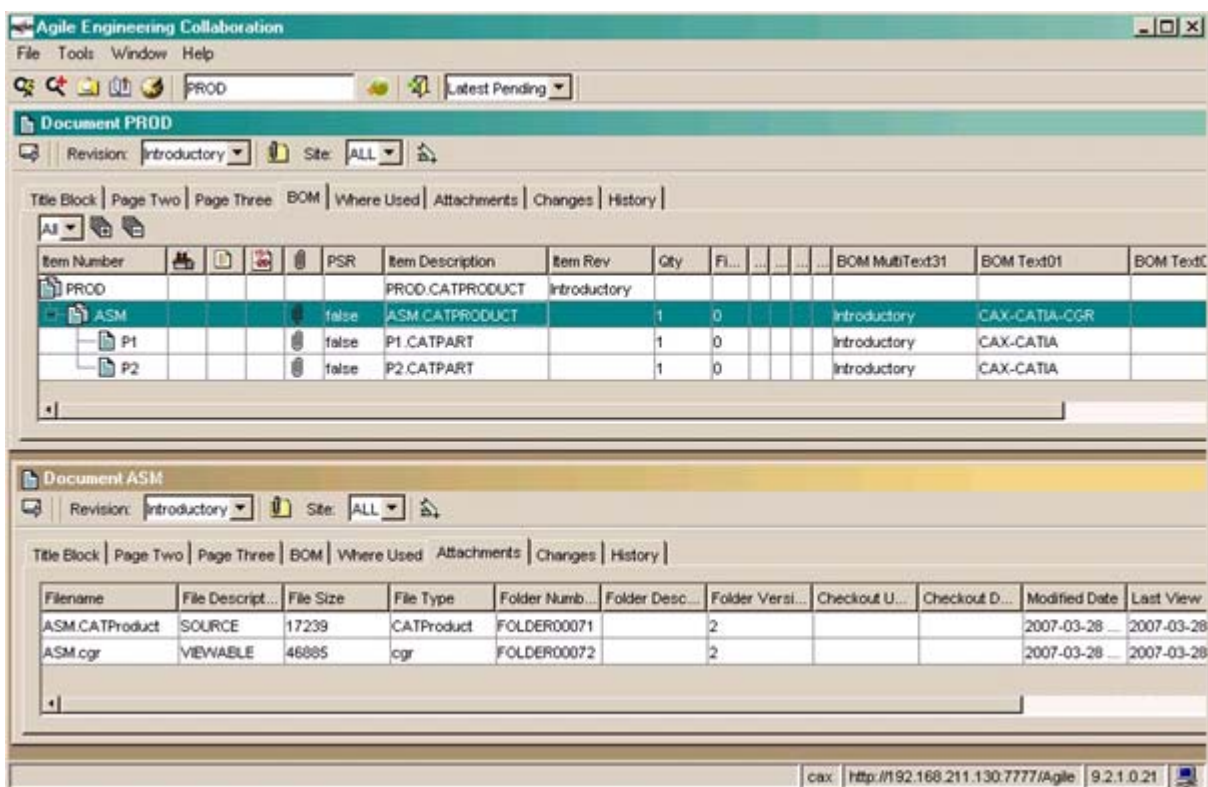 Agile Engineering Collaboration
File Tools Window Help
PROD Latest Pending
Document PROD
Revision: Introductory Site: ALL
Title Block Page Two Page Three BOM Where Used Attachments Changes History
All
Item Number PSR Item Description Item Rev Qty Fi... ... ... ... ... BOM MultiText31 BOM Text01 BOM Text0
PROD PROD.CATPRODUCT Introductory
ASM false ASM.CATPRODUCT 1 0 Introductory CAX-CATIA-CGR
P1 false P1.CATPART 1 0 Introductory CAX-CATIA
P2 false P2.CATPART 1 0 Introductory CAX-CATIA
Document ASM
Revision: Introductory Site: ALL
Title Block Page Two Page Three BOM Where Used Attachments Changes History
Filename File Descript... File Size File Type Folder Numb... Folder Desc... Folder Versi... Checkout U... Checkout D... Modified Date Last View
ASM.CATProduct SOURCE 17239 CATProduct FOLDER00071 2 2007-03-28 ... 2007-03-28
ASM.cgr VIEWABLE 46885 cgr FOLDER00072 2 2007-03-28 ... 2007-03-28
cax http://192.168.211.130:7777/Agile 9.2.1.0.21